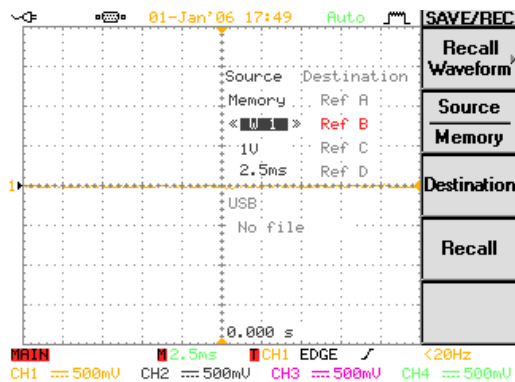 01-Jan'06 17:49 Auto SAVE/REC
Recall
Waveform
Source
Memory
Destination
Recall
Source Destination
Memory Ref A
« W 1 » Ref B
1V Ref C
2.5ms Ref D
1
USB:
No file
0.000 s
MAIN M 2.5ms T CH1 EDGE <20Hz
CH1 500mV CH2 500mV CH3 500mV CH4 500mV